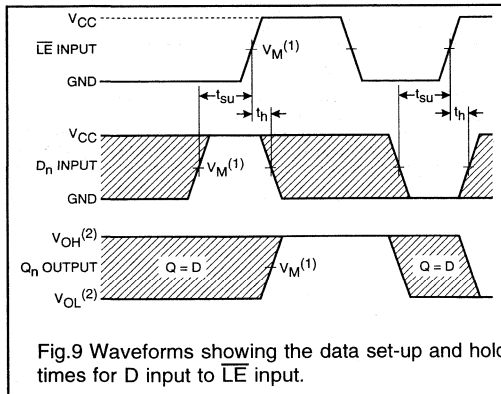 VCC
LE INPUT
VM(1)
GND
tsu
th
tsu
th
VCC
Dn INPUT
VM(1)
GND
VOH(2)
Qn OUTPUT
Q = D
VM(1)
Q = D
VOL(2)
Fig.9 Waveforms showing the data set-up and hold
times for D input to LE input.